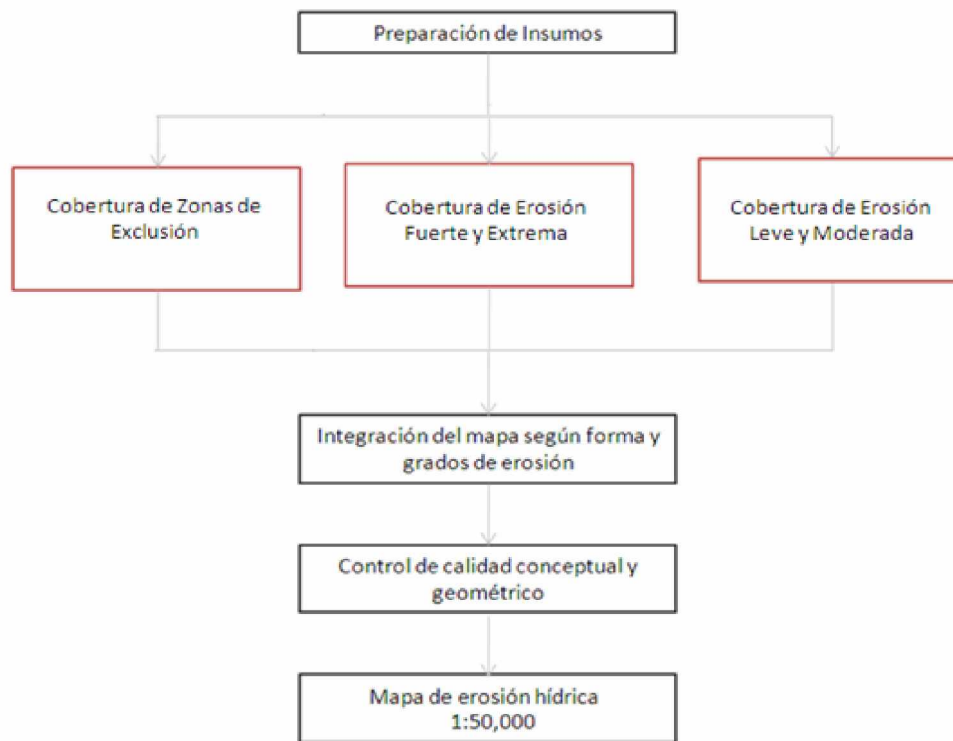 Preparación de Insumos
Cobertura de Zonas de
Exclusión
Cobertura de Erosión
Fuerte y Extrema
Cobertura de Erosión
Leve y Moderada
Integración del mapa según forma y
grados de erosión
Control de calidad conceptual y
geométrico
Mapa de erosión hídrica
1:50,000